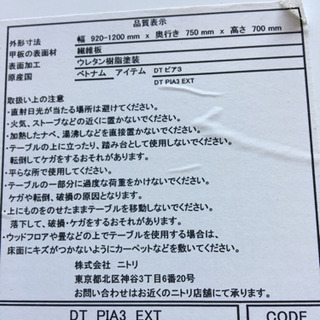 品質表示
外形寸法 幅 920-1200 mm x 奥行き 750 mm x 高さ 700 mm
甲板の表面材 繊維板
表面加工 ウレタン樹脂塗装
原産国 ベトナム アイテム DT ピア3
DT PIA3 EXT
取扱い上の注意
・直射日光が当たる場所は避けてください。
・火気、ストーブなどの近くに置かないでください。
・加熱したナベ、湯沸しなどを直接置かないでください。
・テーブルの上に立ったり、踏み台として使用しないでください。
転倒してケガをするおそれがあります。
・平らな所で使用してください。
・テーブルの一部分に過度な荷重をかけないでください。
ケガや転倒、破損の原因となります。
・上にものをのせたままテーブルを移動しないでください。
落下して、破損・ケガをするおそれがあります。
・ウッドフロアや畳などの上でテーブルを使用する場合は、
床面にキズがつかないようにカーペットなどを敷いてください。
株式会社 ニトリ
東京都北区神谷3丁目6番20号
お問い合わせはお近くのニトリ店舗にて承ります。
DT PIA3 EXT CODE